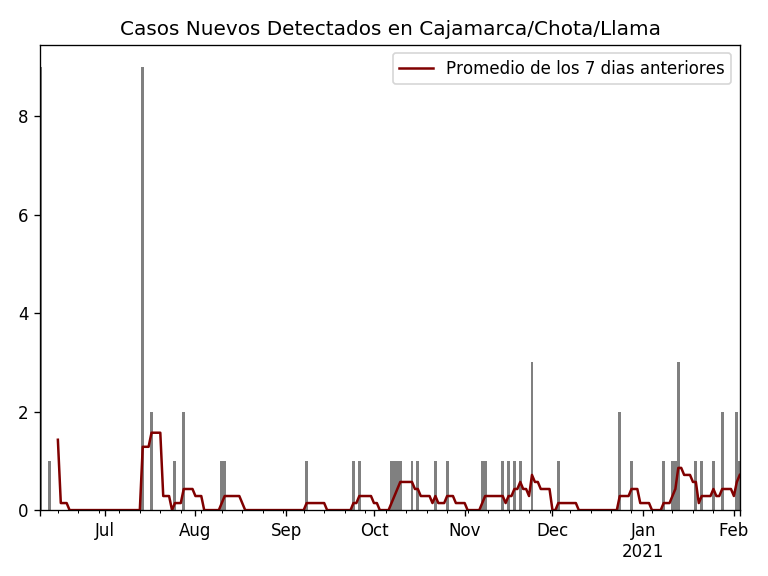 Casos Nuevos Detectados en Cajamarca/Chota/Llama
Promedio de los 7 dias anteriores
8
6
4
2
0
Jul Aug Sep Oct Nov Dec Jan Feb
2021